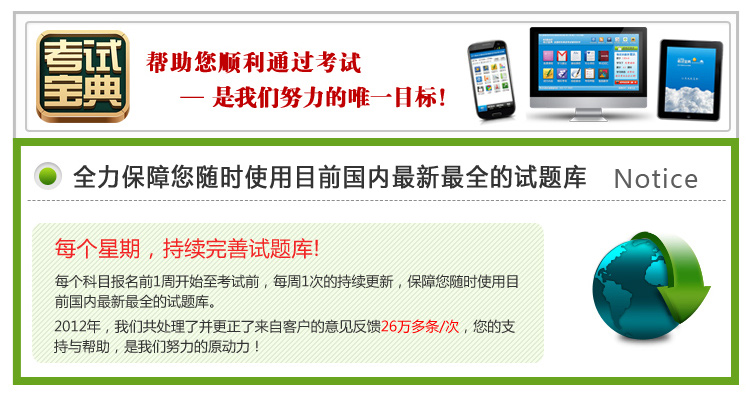 考试
宝典
帮助您顺利通过考试
— 是我们努力的唯一目标!
全力保障您随时使用目前国内最新最全的试题库 Notice
每个星期，持续完善试题库!
每个科目报名前1周开始至考试前，每周1次的持续更新，保障您随时使用目
前国内最新最全的试题库。
2012年，我们共处理了并更正了来自客户的意见反馈26万多条/次，您的支
持与帮助，是我们努力的原动力！